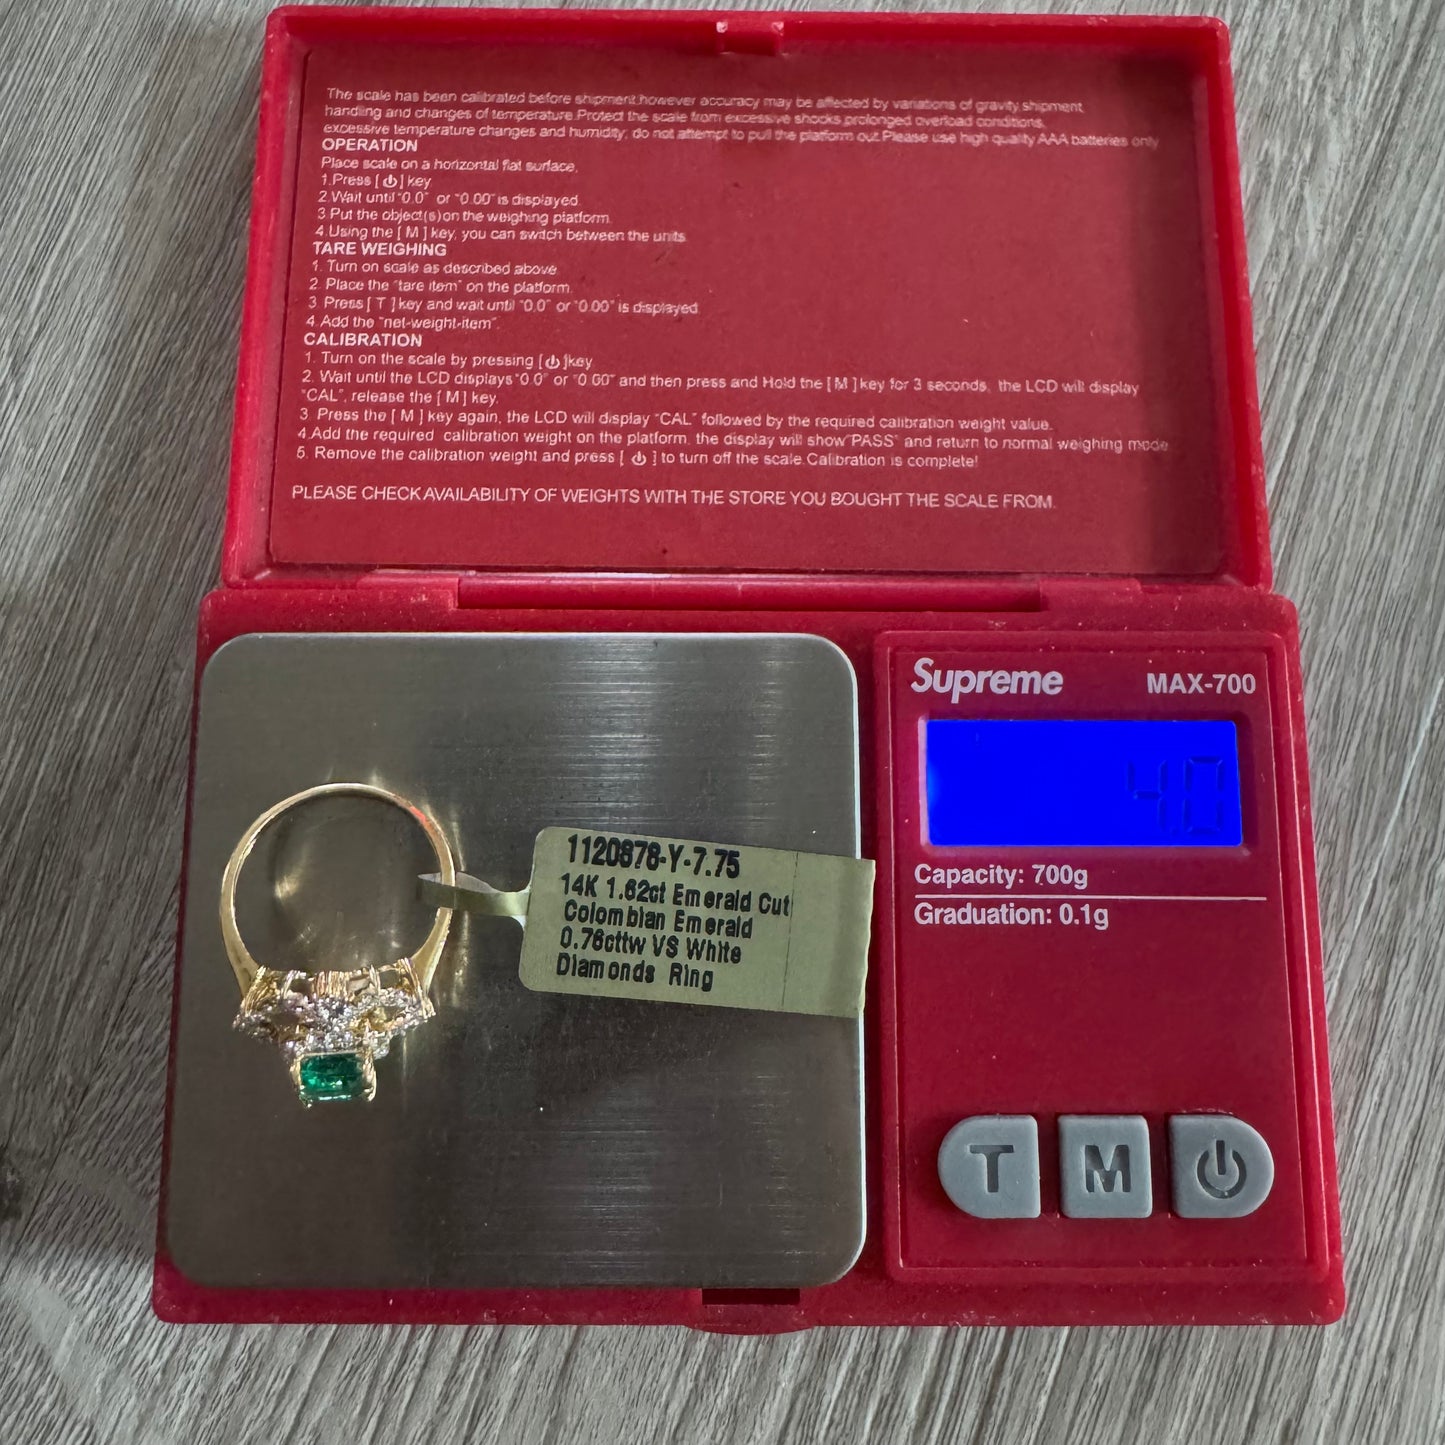 The scale has been calibrated before shipment,however accuracy may be affected by variations of gravity,shipment,
handling and changes of temperature.Protect the scale from excessive shocks,prolonged overload conditions,
excessive temperature changes and humidity; do not attempt to pull the platform out.Please use high quality AAA batteries only
OPERATION
Place scale on a horizontal flat surface.
1.Press [⏻] key
2.Wait until "0.0" or "0.00" is displayed
3.Put the object(s)on the weighing platform.
4.Using the [ M ] key, you can switch between the units
TARE WEIGHING
1. Turn on scale as described above
2. Place the "tare item" on the platform.
3. Press [ T ] key and wait until "0.0" or "0.00" is displayed
4. Add the "net-weight-item".
CALIBRATION
1. Turn on the scale by pressing [⏻]key
2. Wait until the LCD displays"0.0" or "0.00" and then press and Hold the [ M ] key for 3 seconds, the LCD will display
"CAL", release the [ M ] key.
3. Press the [ M ] key again, the LCD will display "CAL" followed by the required calibration weight value.
4.Add the required calibration weight on the platform, the display will show"PASS" and return to normal weighing mode
5. Remove the calibration weight and press [ ⏻ ] to turn off the scale.Calibration is complete!
PLEASE CHECK AVAILABILITY OF WEIGHTS WITH THE STORE YOU BOUGHT THE SCALE FROM.
Supreme MAX-700
4.0
Capacity: 700g
Graduation: 0.1g
1120878-Y-7.75
14K 1.62ct Emerald Cut
Colombian Emerald
0.76cttw VS White
Diamonds Ring
T M